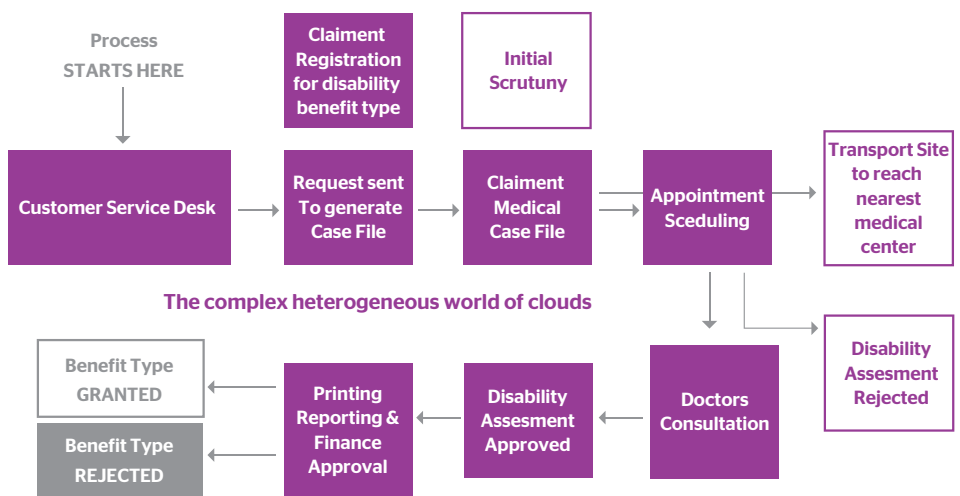 Process
STARTS HERE
Claiment
Registration
for disability
benefit type
Initial
Scrutuny
Customer Service Desk
Request sent
To generate
Case File
Claiment
Medical
Case File
Appointment
Sceduling
Transport Site
to reach
nearest
medical
center
The complex heterogeneous world of clouds
Benefit Type
GRANTED
Benefit Type
REJECTED
Printing
Reporting &
Finance
Approval
Disability
Assesment
Approved
Doctors
Consultation
Disability
Assesment
Rejected